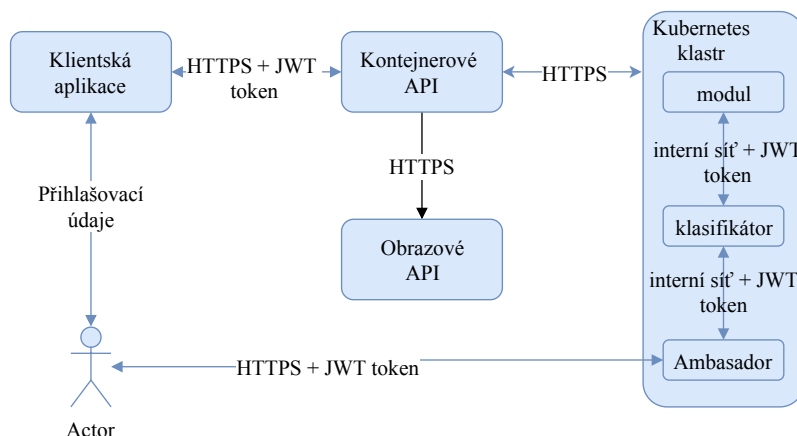 Klientská
aplikace
HTTPS + JWT
token
Kontejnerové
API
HTTPS
Kubernetes
klastr
modul
interní síť + JWT
token
klasifikátor
interní síť + JWT
token
Ambasador
HTTPS
Obrazové
API
Přihlašovací
údaje
HTTPS + JWT token
Actor